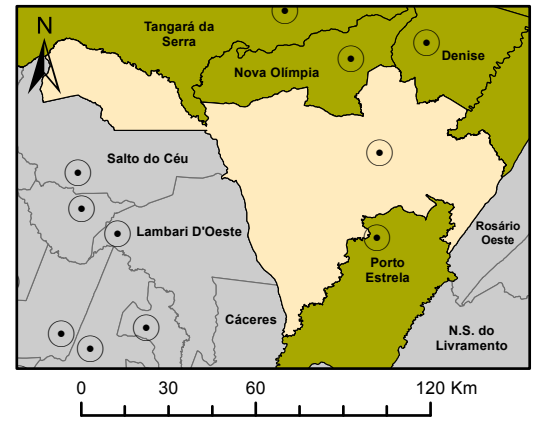 N
Tangará da
Serra
Denise
Nova Olímpia
Salto do Céu
Lambari D'Oeste
Rosário
Oeste
Porto
Estrela
Cáceres
N.S. do
Livramento
0 30 60 120 Km